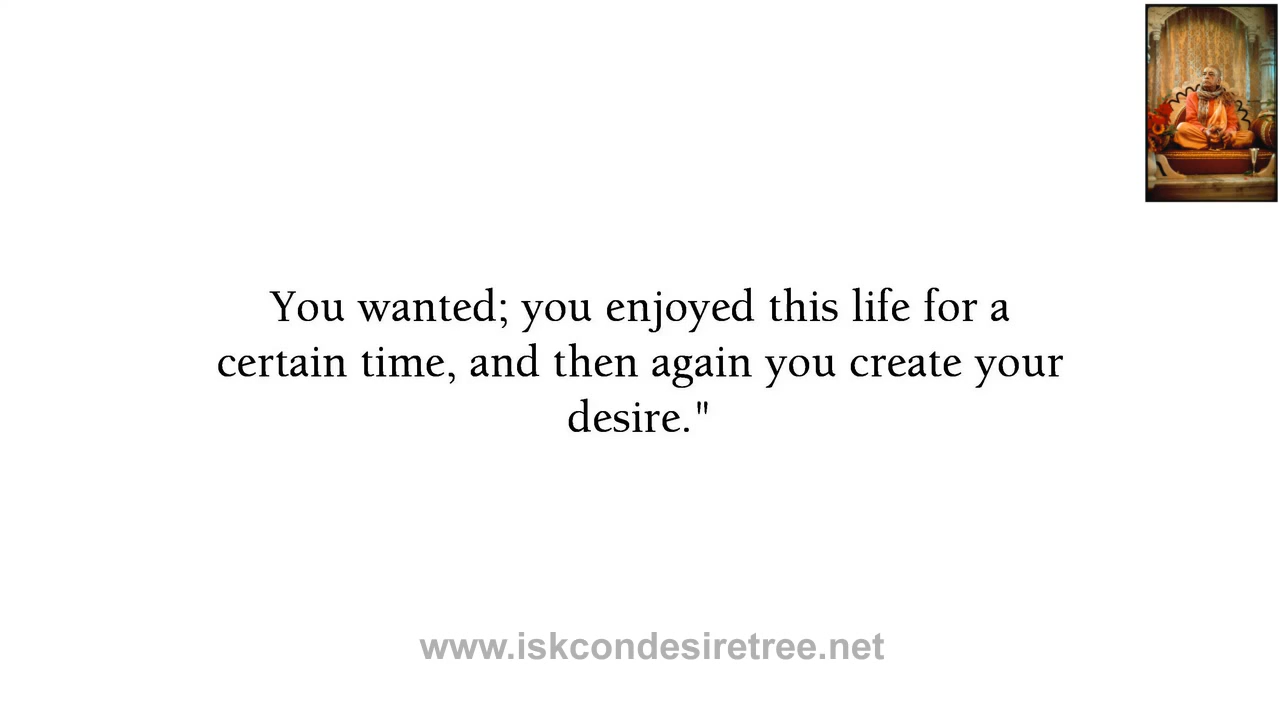 You wanted; you enjoyed this life for a
certain time, and then again you create your
desire."
www.iskcondesiretree.net